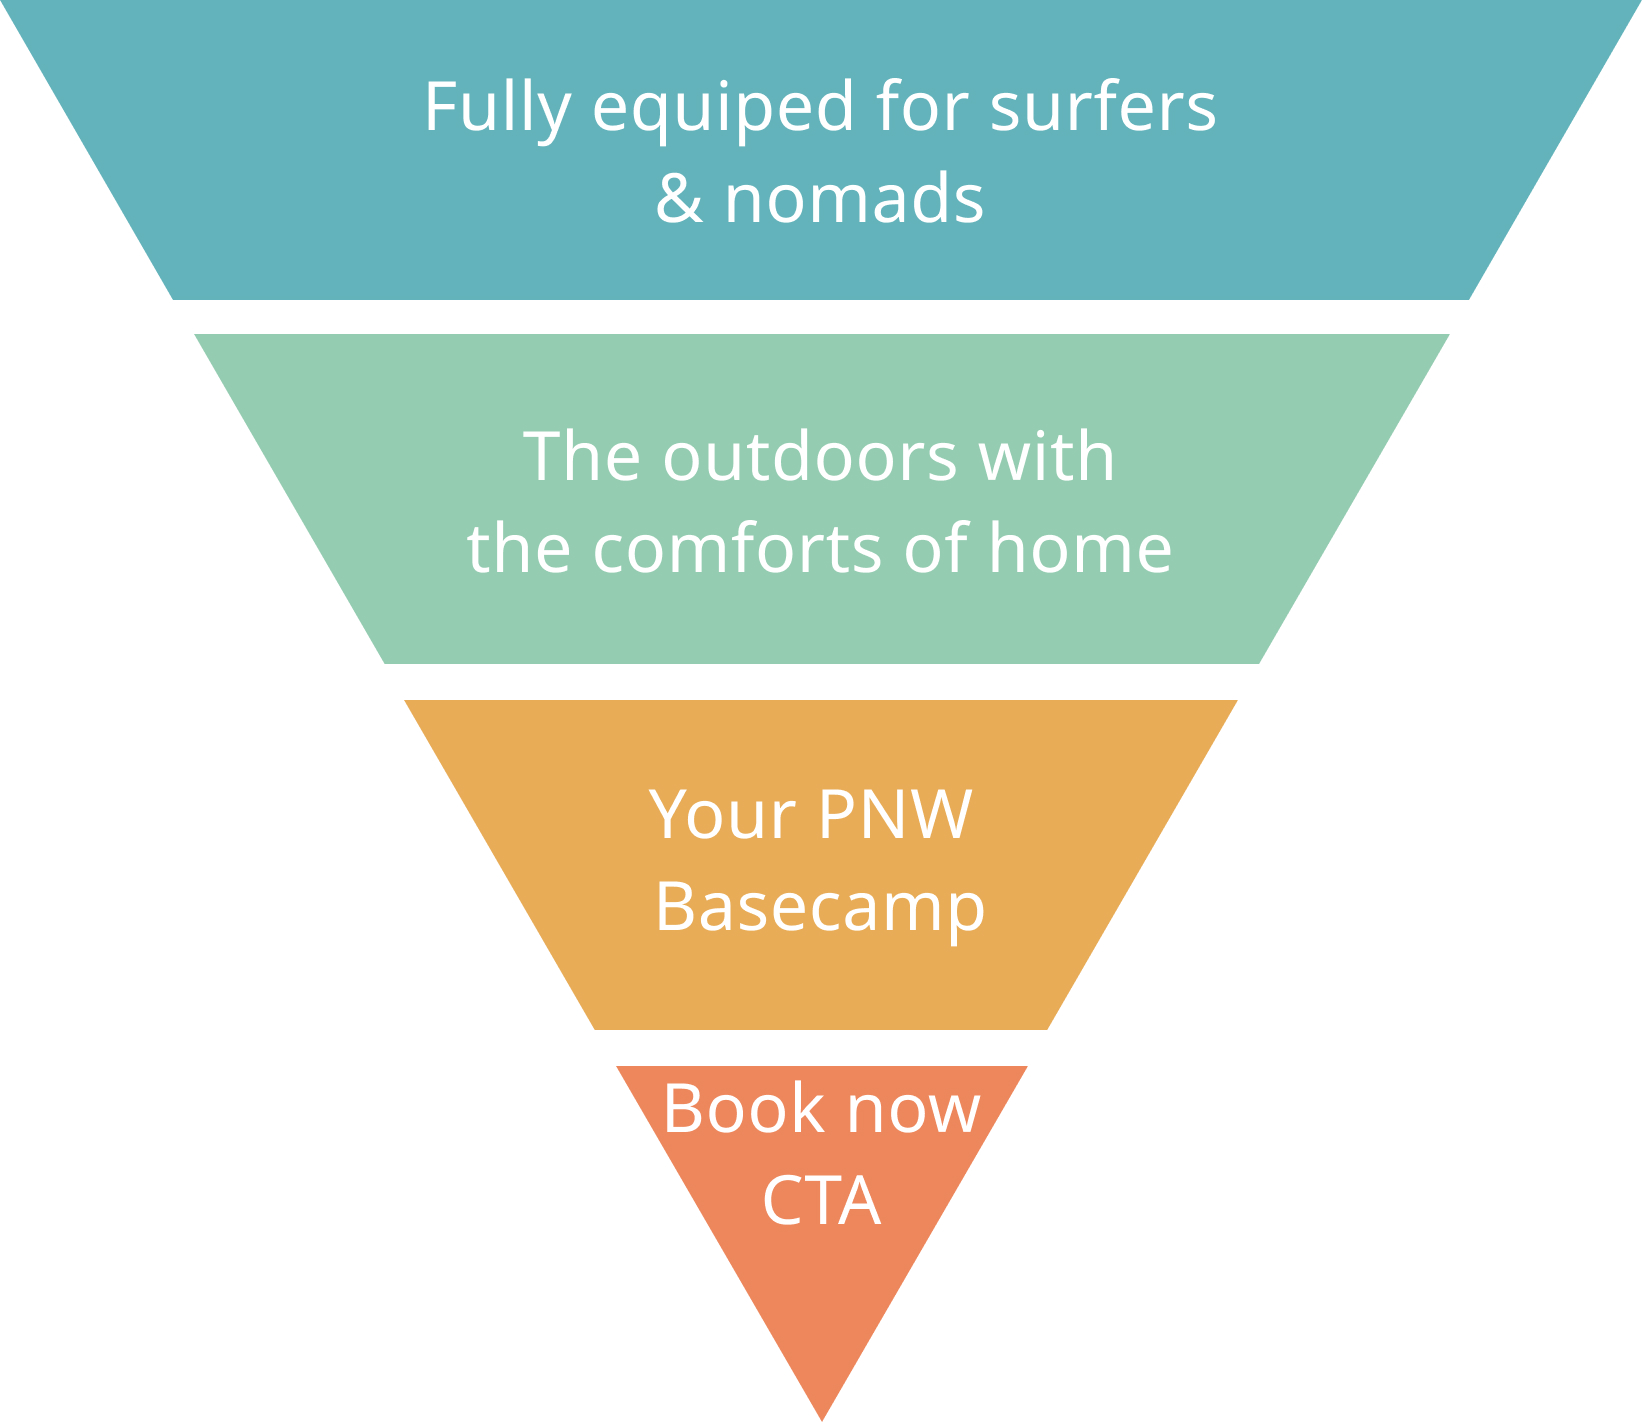 Fully equiped for surfers
& nomads
The outdoors with
the comforts of home
Your PNW
Basecamp
Book now
CTA